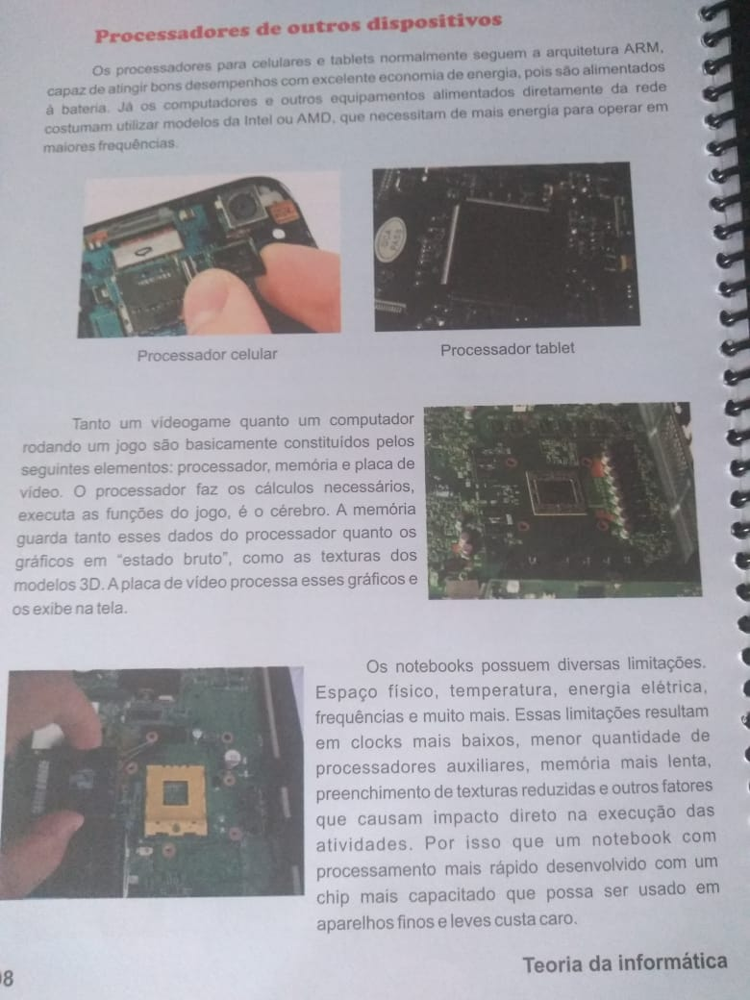 Processadores de outros dispositivos
Os processadores para celulares e tablets normalmente seguem a arquitetura ARM,
capaz de atingir bons desempenhos com excelente economia de energia, pois são alimentados
à bateria. Já os computadores e outros equipamentos alimentados diretamente da rede
costumam utilizar modelos da Intel ou AMD, que necessitam de mais energia para operar em
maiores frequências.
QCA
PASS
Processador celular
Processador tablet
Tanto um videogame quanto um computador
rodando um jogo são basicamente constituídos pelos
seguintes elementos: processador, memória e placa de
vídeo. O processador faz os cálculos necessários,
executa as funções do jogo, é o cérebro. A memória
guarda tanto esses dados do processador quanto os
gráficos em “estado bruto”, como as texturas dos
modelos 3D. A placa de vídeo processa esses gráficos e
os exibe na tela.
Os notebooks possuem diversas limitações.
Espaço físico, temperatura, energia elétrica,
frequências e muito mais. Essas limitações resultam
em clocks mais baixos, menor quantidade de
processadores auxiliares, memória mais lenta,
preenchimento de texturas reduzidas e outros fatores
que causam impacto direto na execução das
atividades. Por isso que um notebook com
processamento mais rápido desenvolvido com um
chip mais capacitado que possa ser usado em
aparelhos finos e leves custa caro.
Teoria da informática